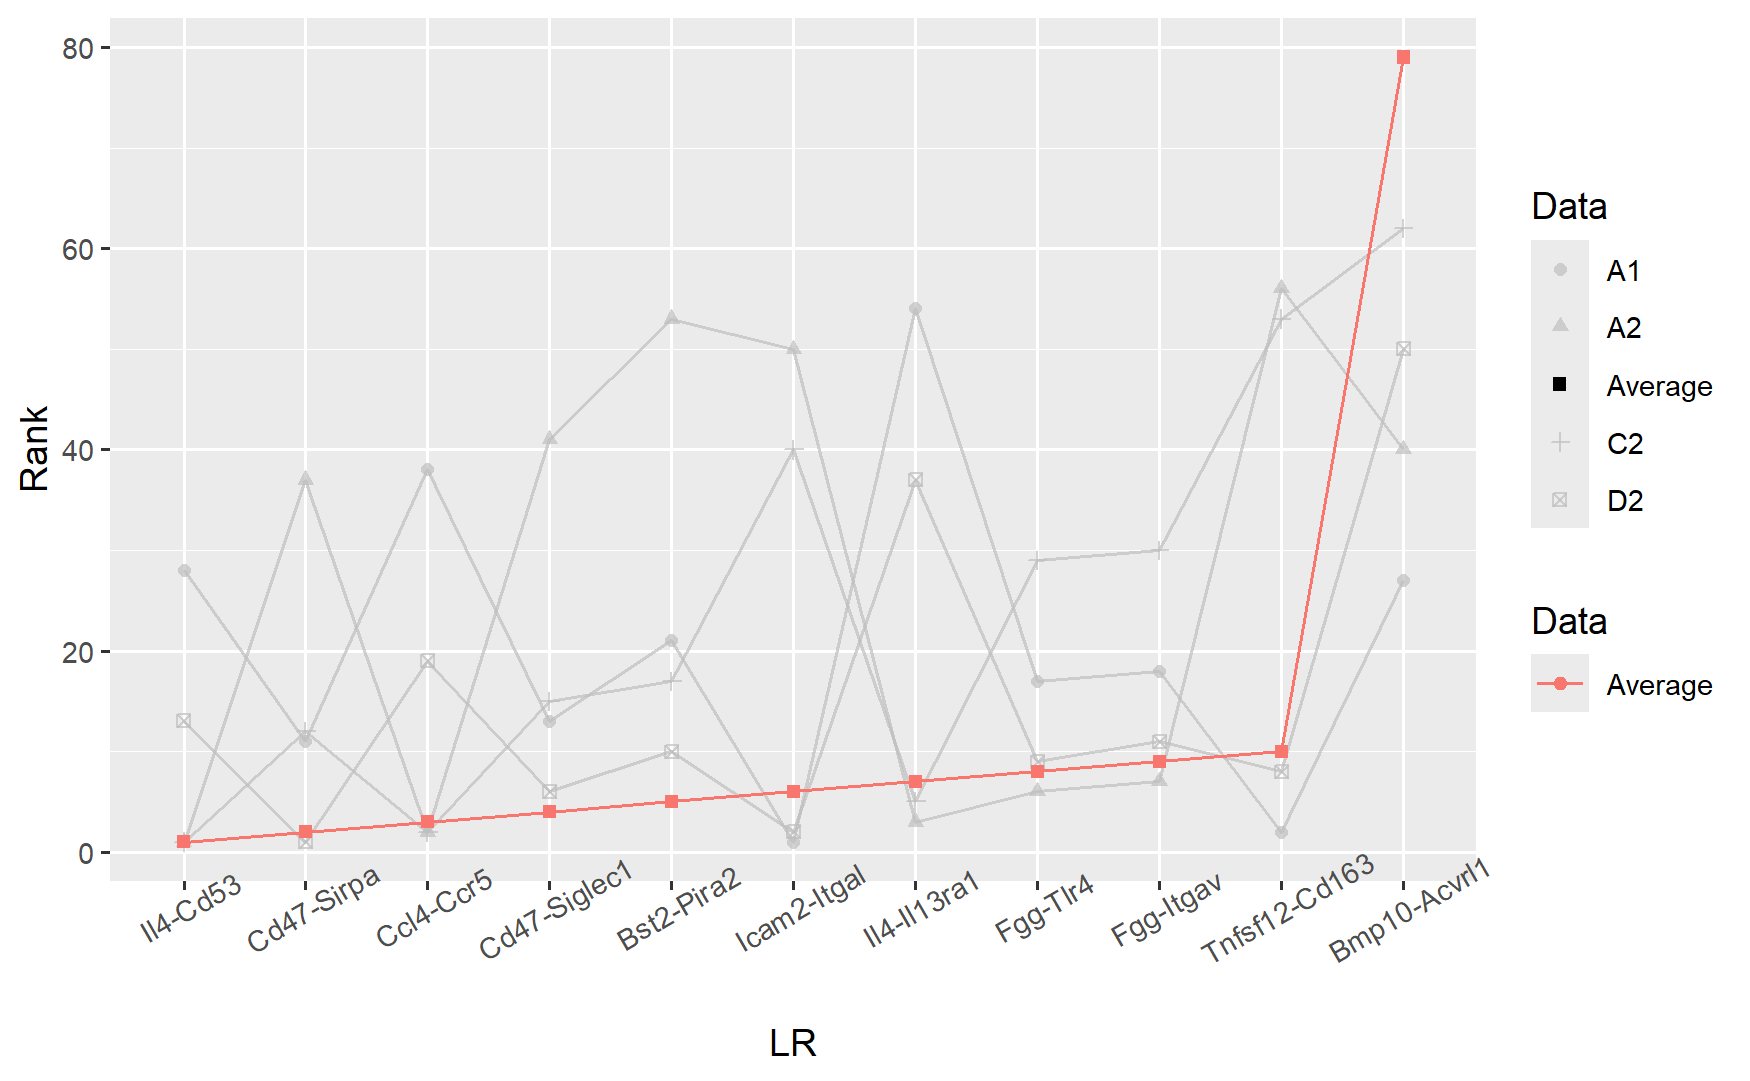 80
60
40
20
0
Rank
Il4-Cd53
Cd47-Sirpa
Ccl4-Ccr5
Cd47-Siglec1
Bst2-Pira2
Icam2-Itgal
Il4-Il13ra1
Fgg-Tlr4
Fgg-Itgav
Tnfsf12-Cd163
Bmp10-Acvrl1
LR
Data
A1
A2
Average
C2
D2
Data
Average